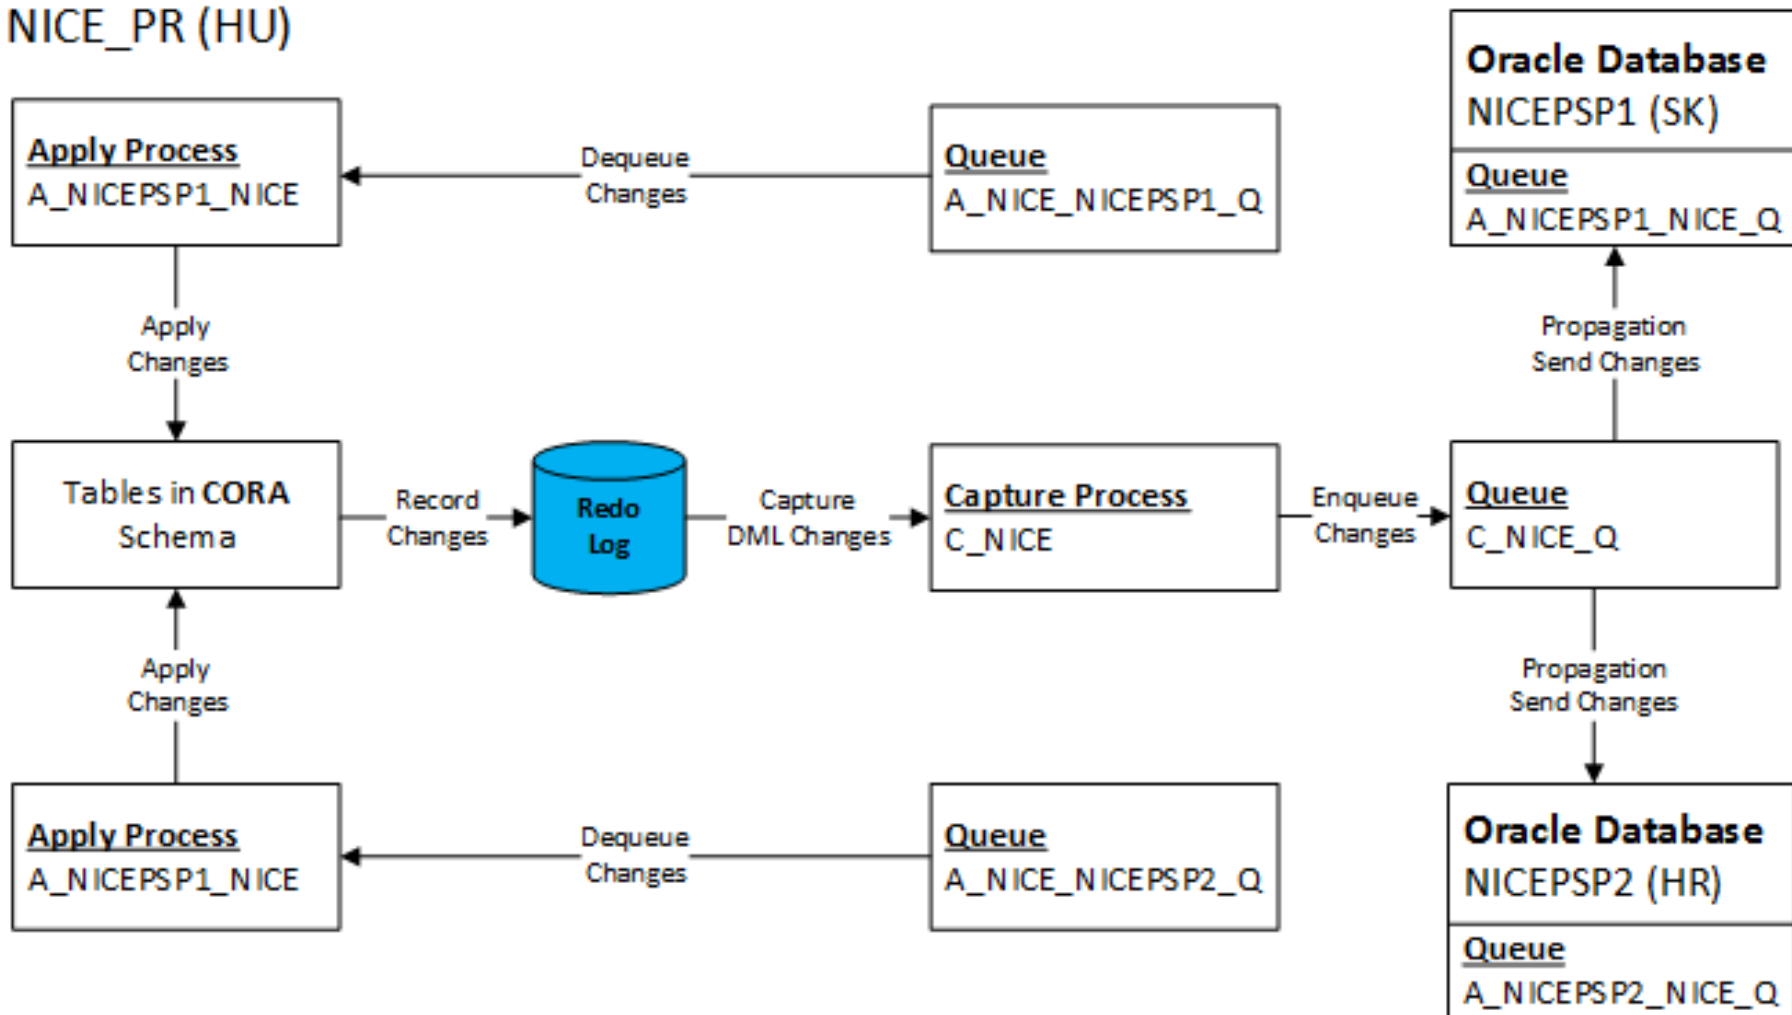 NICE_PR (HU)
Oracle Database
NICEPSP1 (SK)
Queue
A_NICEPSP1_NICE_Q
Apply Process
A_NICEPSP1_NICE
Dequeue
Changes
Queue
A_NICE_NICEPSP1_Q
Apply
Changes
Propagation
Send Changes
Tables in CORA
Schema
Record
Changes
Redo
Log
Capture
DML Changes
Capture Process
C_NICE
Enqueue
Changes
Queue
C_NICE_Q
Apply
Changes
Propagation
Send Changes
Apply Process
A_NICEPSP1_NICE
Dequeue
Changes
Queue
A_NICE_NICEPSP2_Q
Oracle Database
NICEPSP2 (HR)
Queue
A_NICEPSP2_NICE_Q